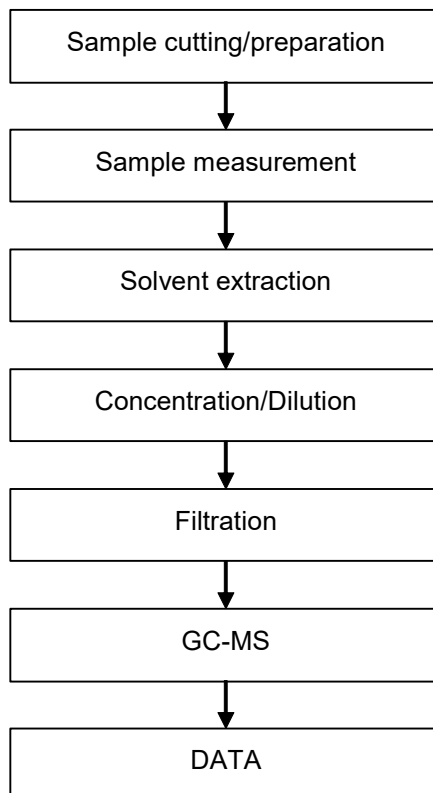 Sample cutting/preparation
Sample measurement
Solvent extraction
Concentration/Dilution
Filtration
GC-MS
DATA